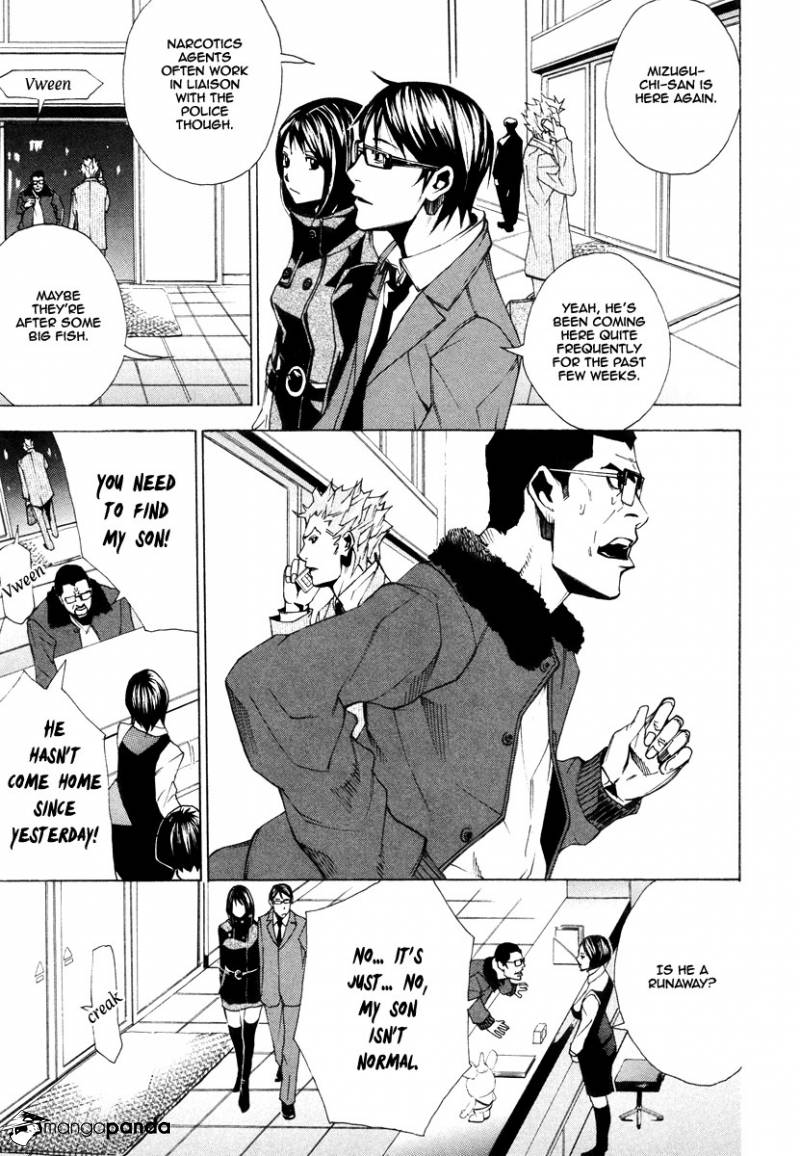 MIZUGU-
CHI-SAN IS
HERE AGAIN.
YEAH, HE'S
BEEN COMING
HERE QUITE
FREQUENTLY
FOR THE PAST
FEW WEEKS.
NARCOTICS
AGENTS
OFTEN WORK
IN LIAISON
WITH THE
POLICE
THOUGH.
Vween
MAYBE
THEY'RE
AFTER SOME
BIG FISH.
YOU NEED
TO FIND
MY SON!
Vween
HE
HASN'T
COME HOME
SINCE
YESTERDAY!
IS HE A
RUNAWAY?
NO... IT'S
JUST... NO,
MY SON
ISN'T
NORMAL.
creak
mangapanda